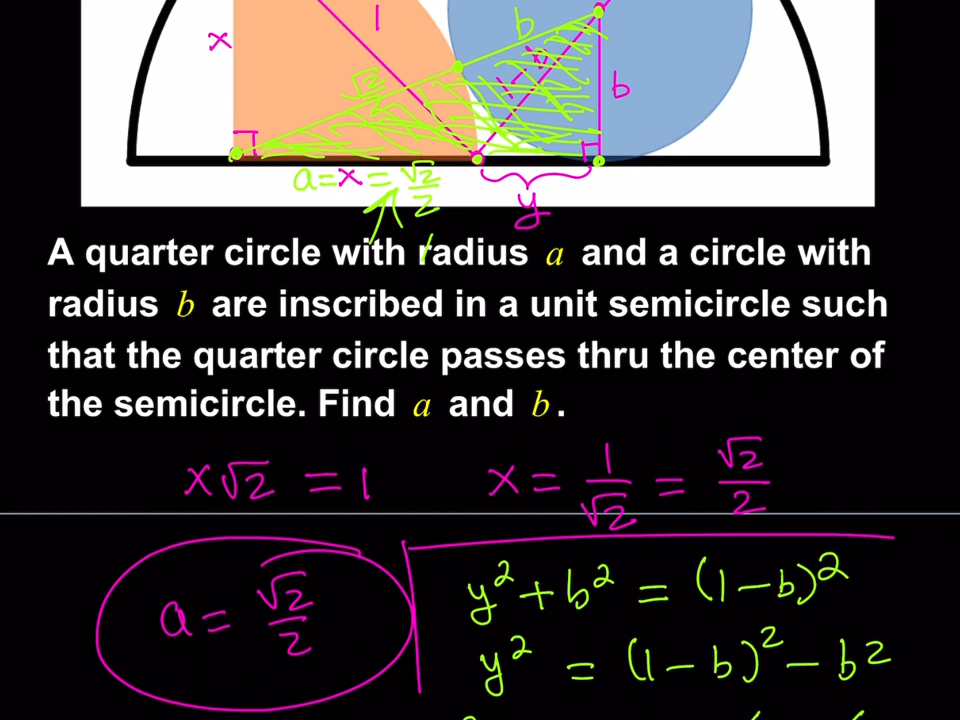 x
1
b
1-b
b
√2/2
a=x=√2/2
y
A quarter circle with radius a and a circle with
radius b are inscribed in a unit semicircle such
that the quarter circle passes thru the center of
the semicircle. Find a and b.
x√2 = 1 x = 1/√2 = √2/2
a = √2/2
y² + b² = (1-b)²
y² = (1-b)² - b²